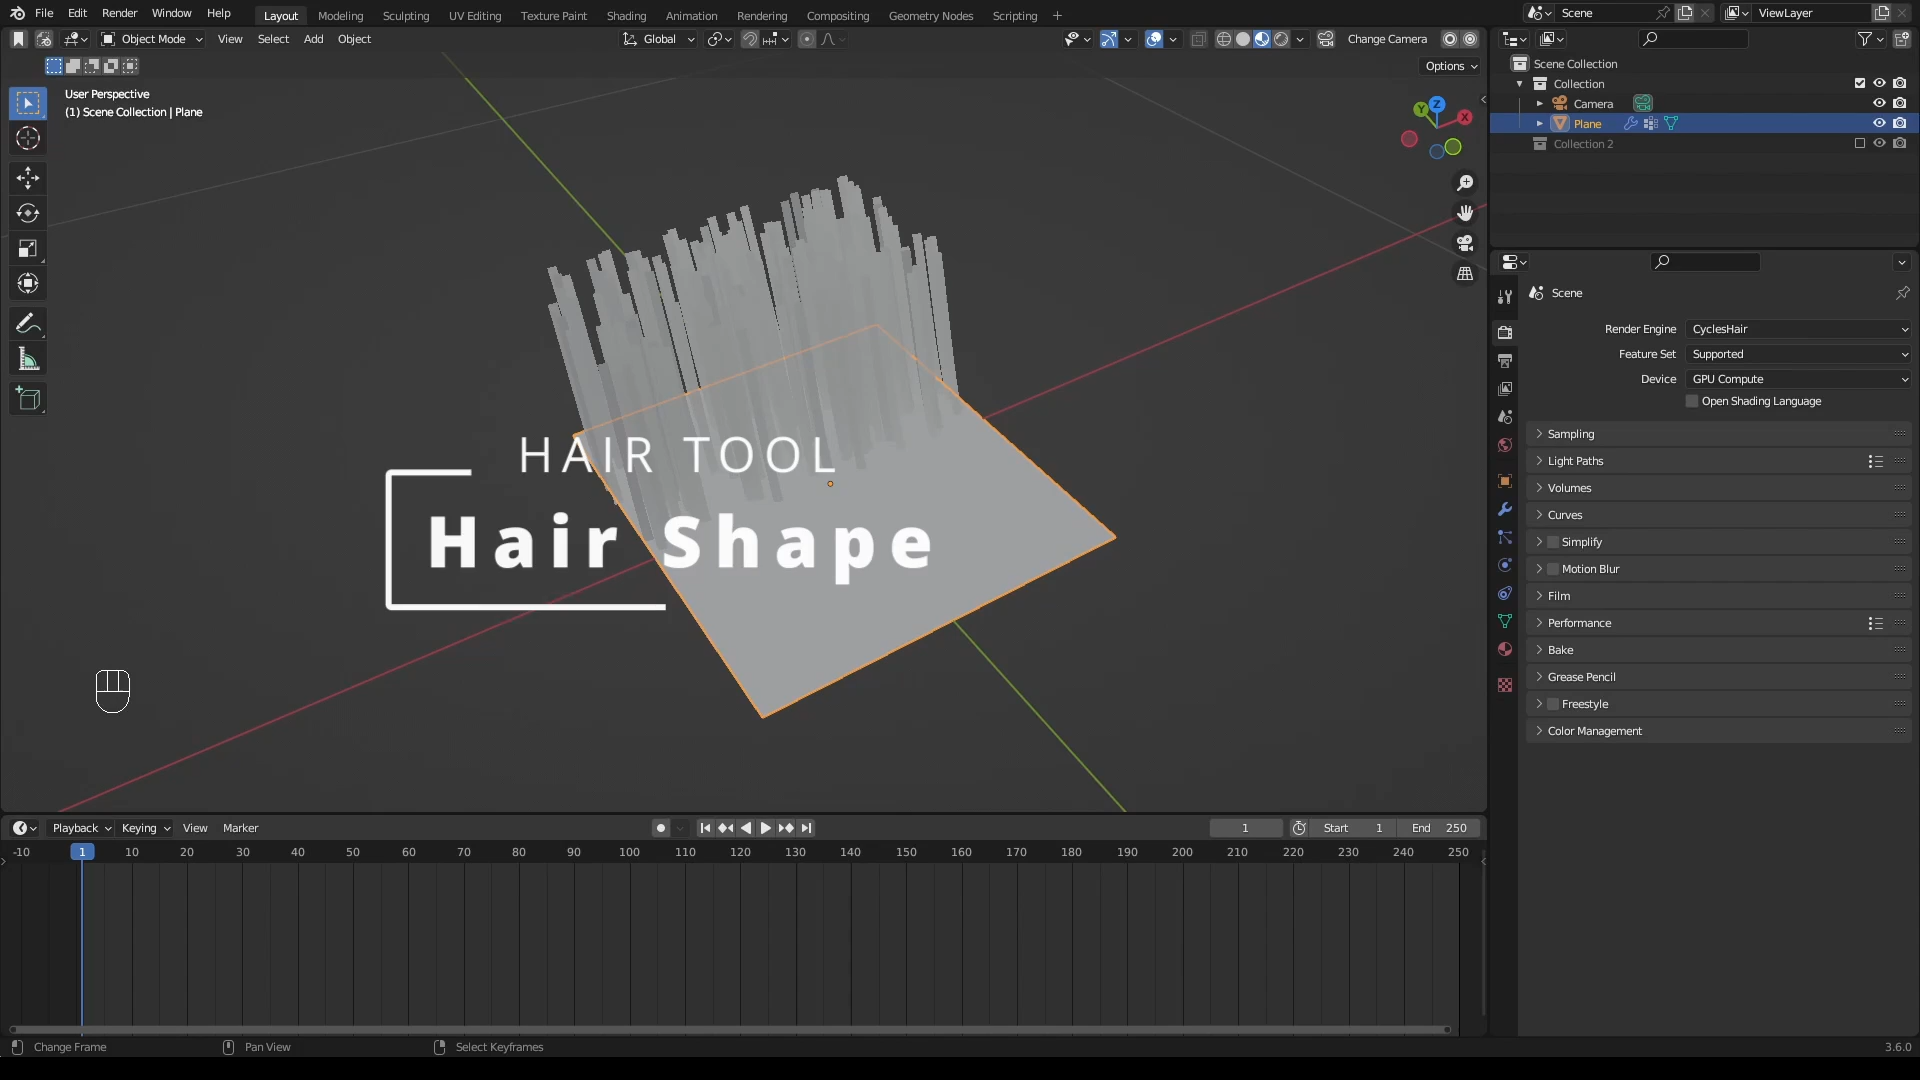 File Edit Render Window Help Layout Modeling Sculpting UV Editing Texture Paint Shading Animation Rendering Compositing Geometry Nodes Scripting + Scene ViewLayer
Object Mode View Select Add Object Global Change Camera
Options
User Perspective
(1) Scene Collection | Plane
Z
Y
X
HAIR TOOL
Hair Shape
Scene Collection
Collection
Camera
Plane
Collection 2
Scene
Render Engine CyclesHair
Feature Set Supported
Device GPU Compute
Open Shading Language
Sampling
Light Paths
Volumes
Curves
Simplify
Motion Blur
Film
Performance
Bake
Grease Pencil
Freestyle
Color Management
Playback Keying View Marker 1 Start 1 End 250
-10 1 10 20 30 40 50 60 70 80 90 100 110 120 130 140 150 160 170 180 190 200 210 220 230 240 250
Change Frame Pan View Select Keyframes 3.6.0